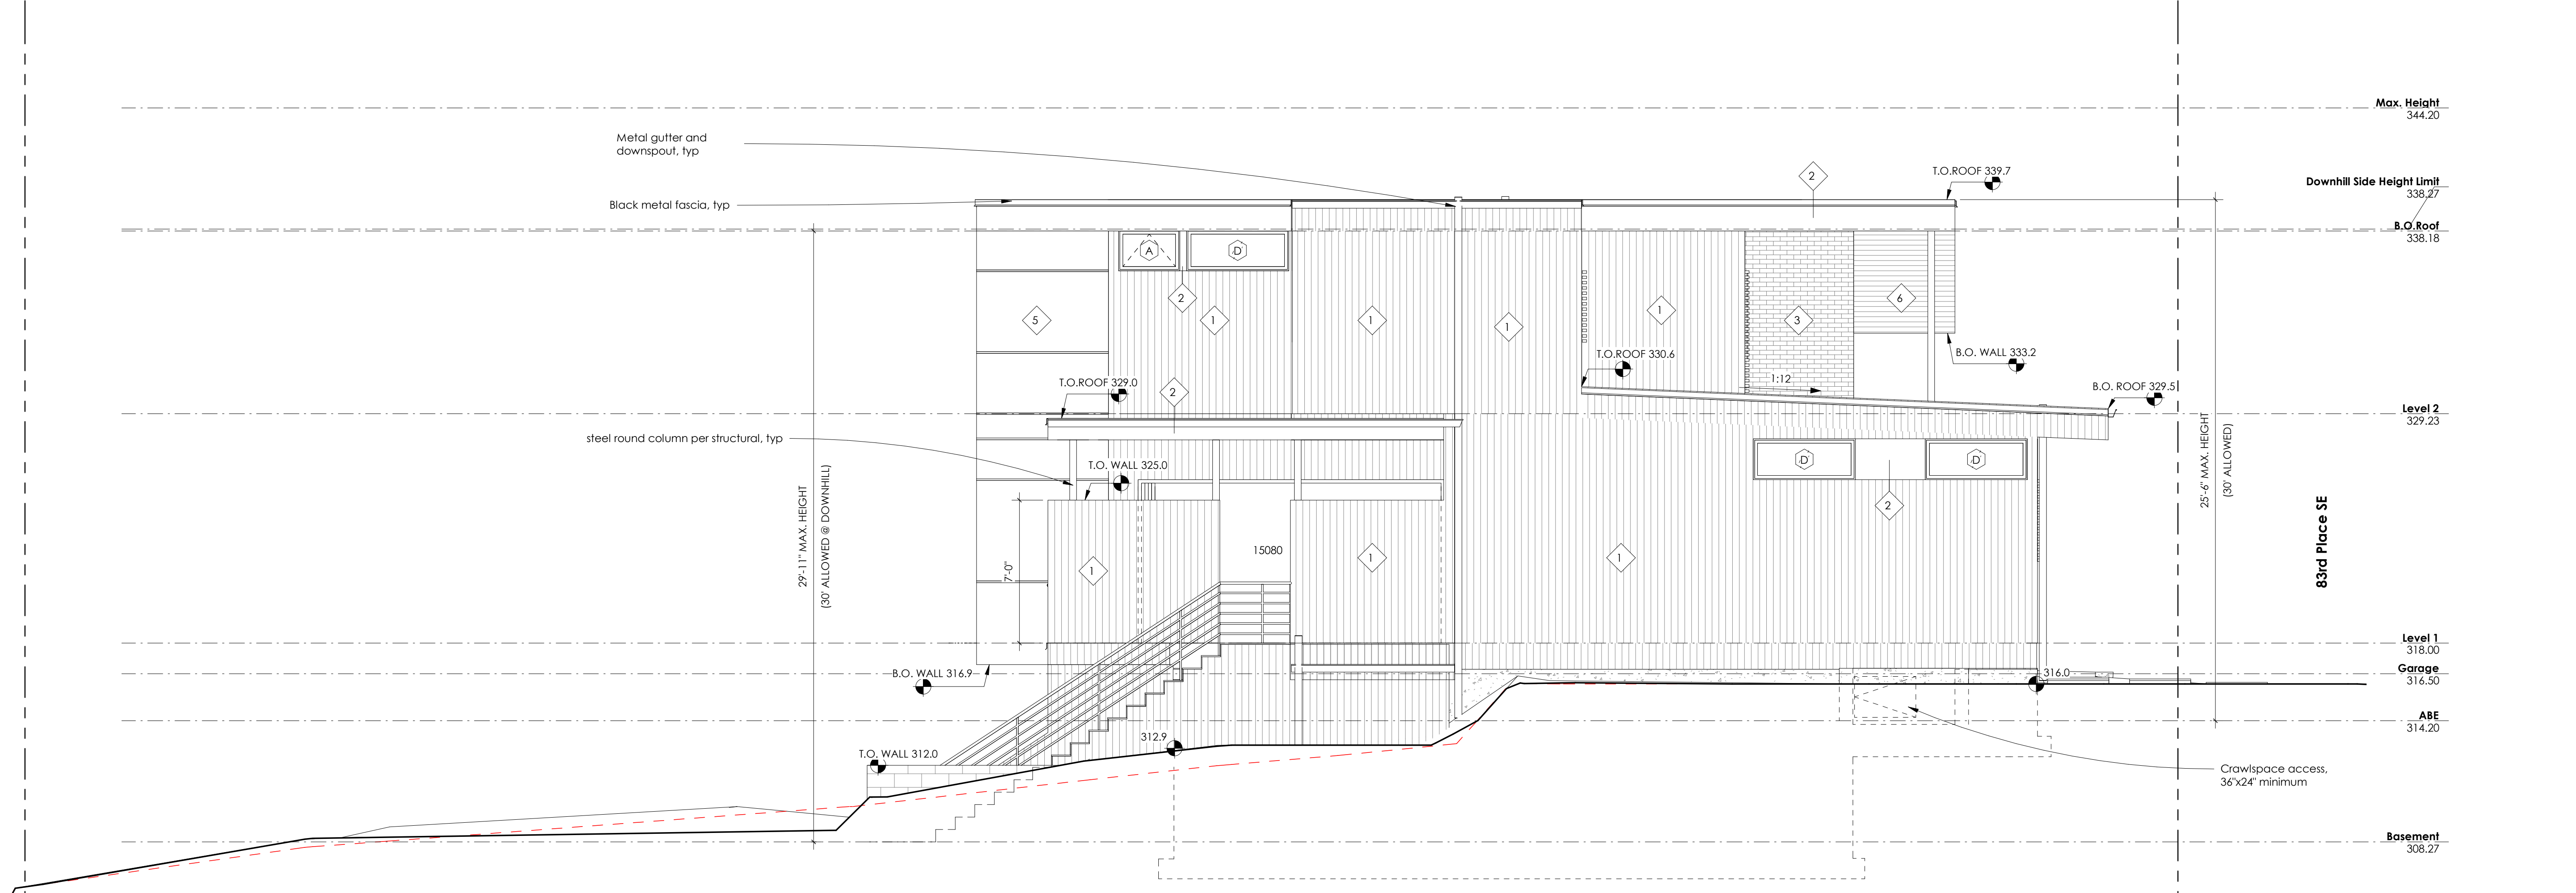 Max. Height
344.20
Metal gutter and
downspout, typ
2
T.O.ROOF 339.7
Downhill Side Height Limit
338.27
Black metal fascia, typ
B.O.Roof
338.18
A
D
2
6
5
1
1
1
1
3
T.O.ROOF 330.6
B.O. WALL 333.2
1:12
T.O.ROOF 329.0
2
B.O. ROOF 329.5
Level 2
329.23
steel round column per structural, typ
T.O. WALL 325.0
D
D
2
29'-11" MAX. HEIGHT
(30' ALLOWED @ DOWNHILL)
25'-6" MAX. HEIGHT
(30' ALLOWED)
83rd Place SE
7'-0"
1
15080
1
1
Level 1
318.00
B.O. WALL 316.9
316.0
Garage
316.50
ABE
314.20
312.9
T.O. WALL 312.0
Crawlspace access,
36"x24" minimum
Basement
308.27